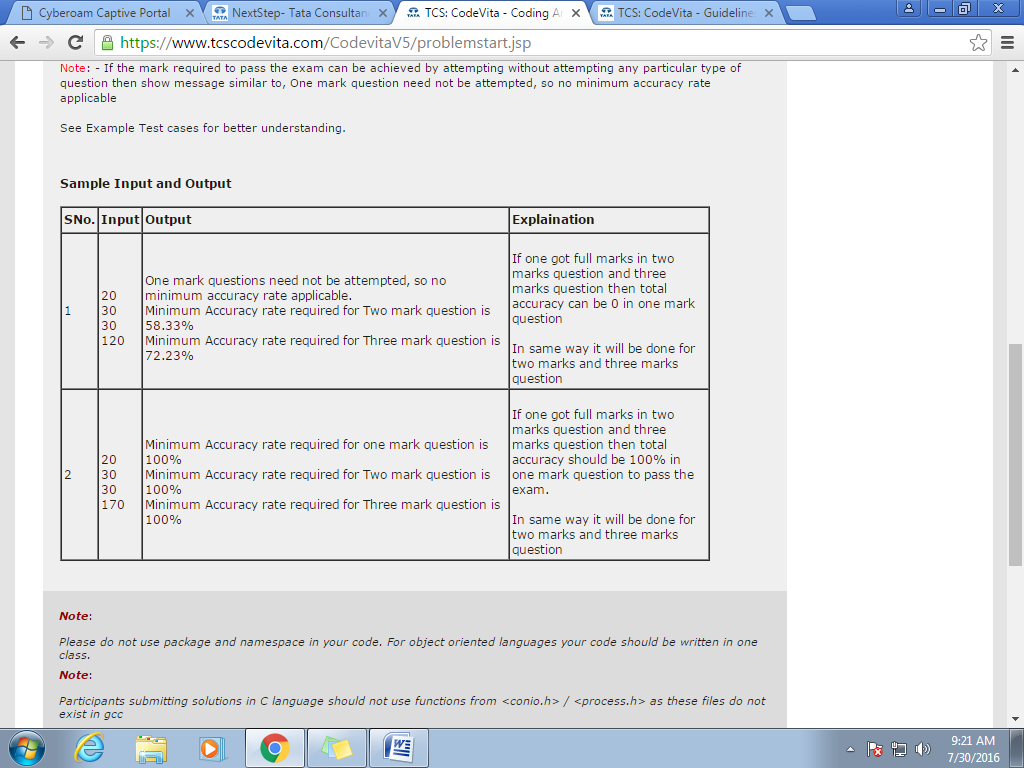 Cyberoam Captive Portal
NextStep- Tata Consultan
TCS: CodeVita - Coding A
TCS: CodeVita - Guideline
https://www.tcscodevita.com/CodevitaV5/problemstart.jsp
Note: - If the mark required to pass the exam can be achieved by attempting without attempting any particular type of
question then show message similar to, One mark question need not be attempted, so no minimum accuracy rate
applicable
See Example Test cases for better understanding.
Sample Input and Output
SNo. Input Output Explaination
1
20
30
30
120
One mark questions need not be attempted, so no
minimum accuracy rate applicable.
Minimum Accuracy rate required for Two mark question is
58.33%
Minimum Accuracy rate required for Three mark question is
72.23%
If one got full marks in two
marks question and three
marks question then total
accuracy can be 0 in one mark
question
In same way it will be done for
two marks and three marks
question
2
20
30
30
170
Minimum Accuracy rate required for one mark question is
100%
Minimum Accuracy rate required for Two mark question is
100%
Minimum Accuracy rate required for Three mark question is
100%
If one got full marks in two
marks question and three
marks question then total
accuracy should be 100% in
one mark question to pass the
exam.
In same way it will be done for
two marks and three marks
question
Note:
Please do not use package and namespace in your code. For object oriented languages your code should be written in one
class.
Note:
Participants submitting solutions in C language should not use functions from <conio.h> / <process.h> as these files do not
exist in gcc
9:21 AM
7/30/2016